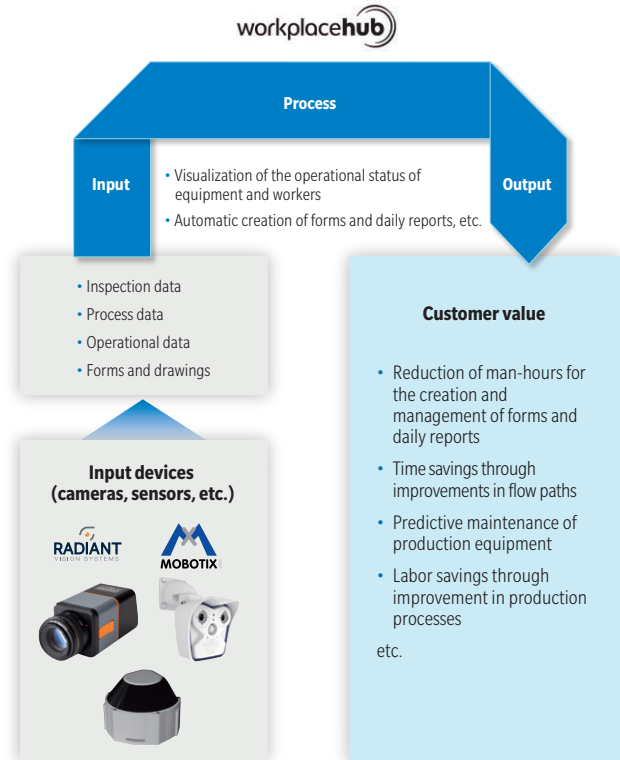 workplacehub
Process
Input
• Visualization of the operational status of
equipment and workers
• Automatic creation of forms and daily reports, etc.
Output
• Inspection data
• Process data
• Operational data
• Forms and drawings
Input devices
(cameras, sensors, etc.)
RADIANT
VISION SYSTEMS
MOBOTIX
Customer value
• Reduction of man-hours for
the creation and
management of forms and
daily reports
• Time savings through
improvements in flow paths
• Predictive maintenance of
production equipment
• Labor savings through
improvement in production
processes
etc.